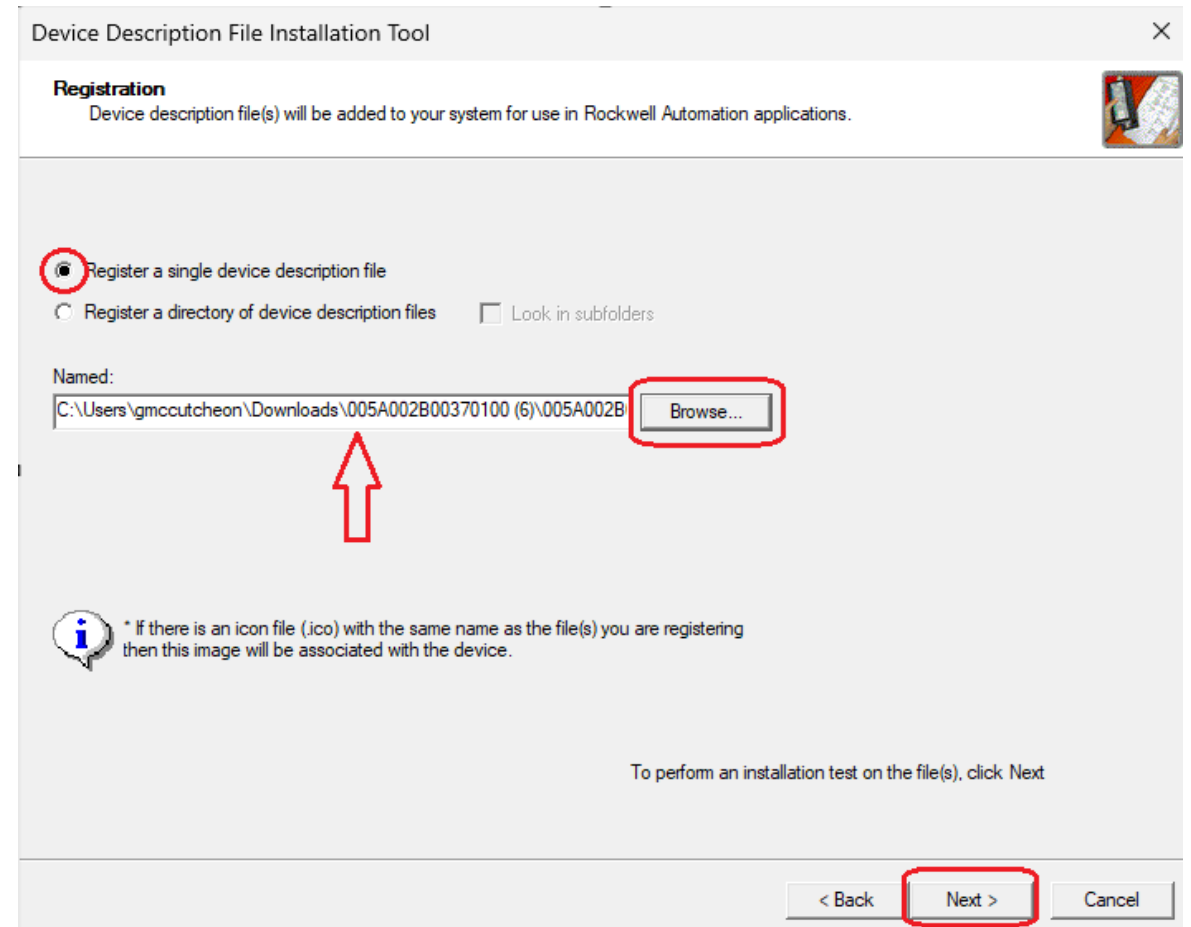 Device Description File Installation Tool
Registration
Device description file(s) will be added to your system for use in Rockwell Automation applications.
Register a single device description file
Register a directory of device description files Look in subfolders
Named:
C:\Users\gmccutcheon\Downloads\005A002B00370100 (6)\005A002B Browse...
* If there is an icon file (.ico) with the same name as the file(s) you are registering
then this image will be associated with the device.
To perform an installation test on the file(s), click Next
< Back Next > Cancel